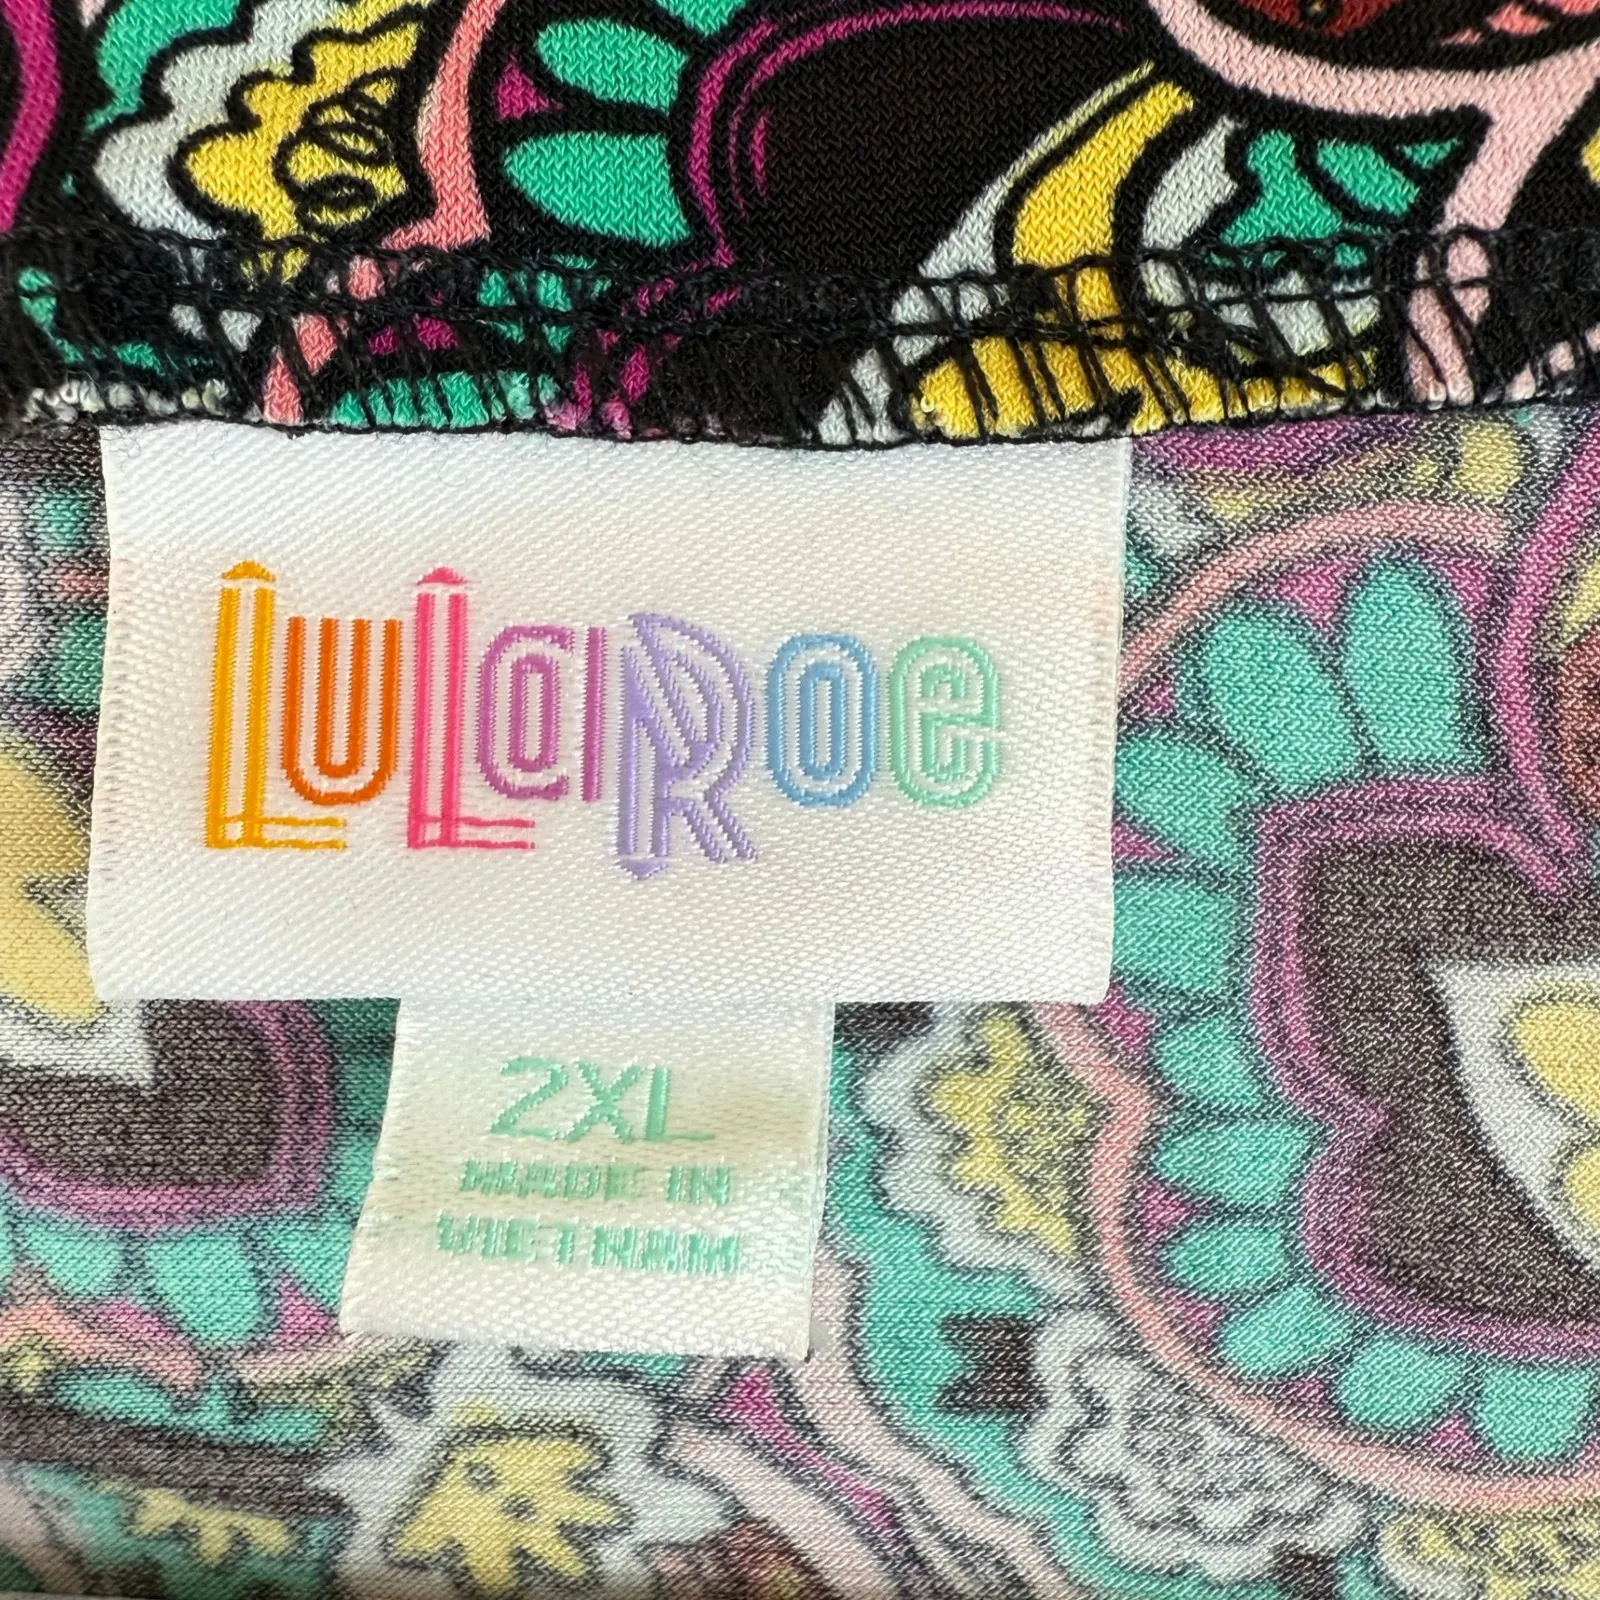 LuLaRoe
2XL
MADE IN
VIETNAM